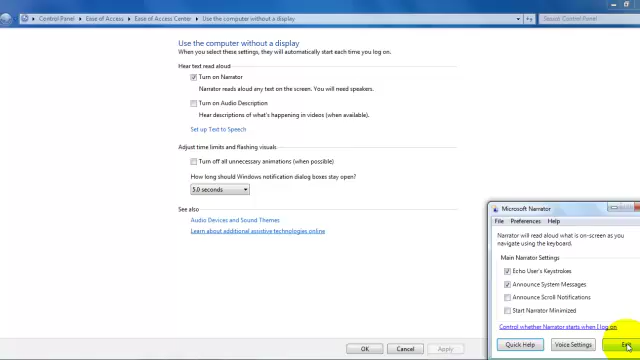 Control Panel ▸ Ease of Access ▸ Ease of Access Center ▸ Use the computer without a display
Search Control Panel
Use the computer without a display
When you select these settings, they will automatically start each time you log on.
Hear text read aloud
Turn on Narrator
Narrator reads aloud any text on the screen. You will need speakers.
Turn on Audio Description
Hear descriptions of what's happening in videos (when available).
Set up Text to Speech
Adjust time limits and flashing visuals
Turn off all unnecessary animations (when possible)
How long should Windows notification dialog boxes stay open?
5.0 seconds
See also
Audio Devices and Sound Themes
Learn about additional assistive technologies online
OK Cancel Apply
Microsoft Narrator
File Preferences Help
Narrator will read aloud what is on-screen as you
navigate using the keyboard.
Main Narrator Settings
Echo User's Keystrokes
Announce System Messages
Announce Scroll Notifications
Start Narrator Minimized
Control whether Narrator starts when I log on
Quick Help Voice Settings